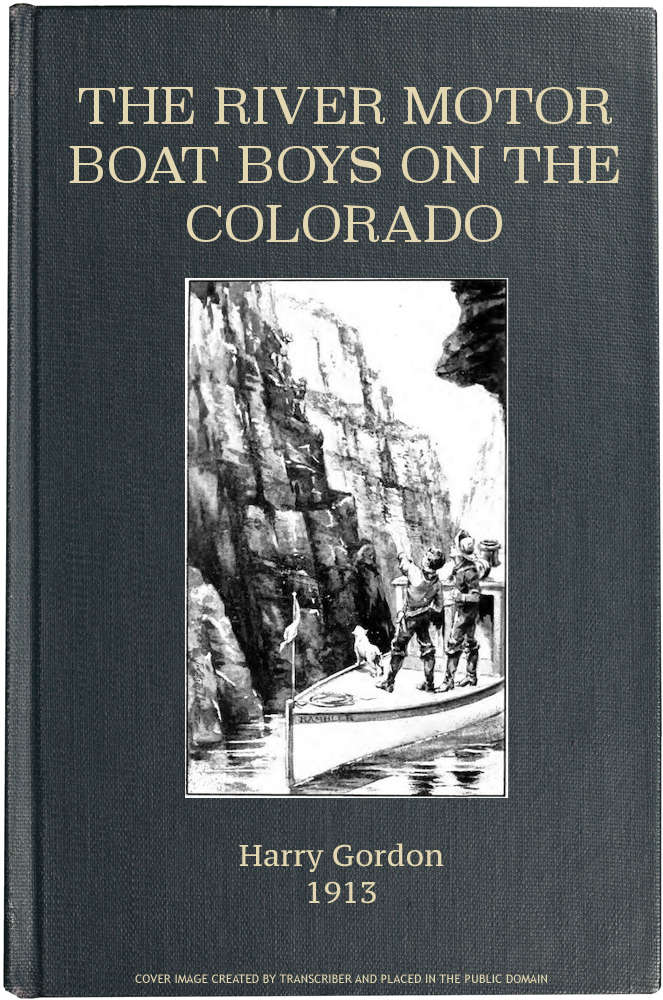 THE RIVER MOTOR
BOAT BOYS ON THE
COLORADO
RAMBLER
Harry Gordon
1913
COVER IMAGE CREATED BY TRANSCRIBER AND PLACED IN THE PUBLIC DOMAIN